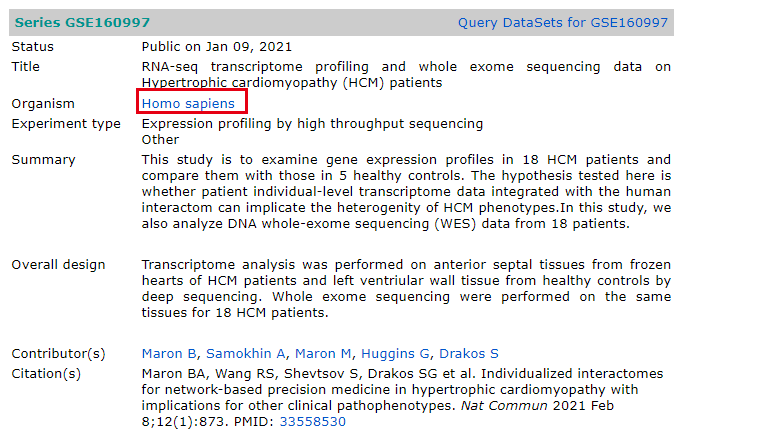 Series GSE160997 Query DataSets for GSE160997
Status Public on Jan 09, 2021
Title RNA-seq transcriptome profiling and whole exome sequencing data on
Hypertrophic cardiomyopathy (HCM) patients
Organism Homo sapiens
Experiment type Expression profiling by high throughput sequencing
Other
Summary This study is to examine gene expression profiles in 18 HCM patients and
compare them with those in 5 healthy controls. The hypothesis tested here is
whether patient individual-level transcriptome data integrated with the human
interactom can implicate the heterogenity of HCM phenotypes.In this study, we
also analyze DNA whole-exome sequencing (WES) data from 18 patients.
Overall design Transcriptome analysis was performed on anterior septal tissues from frozen
hearts of HCM patients and left ventriular wall tissue from healthy controls by
deep sequencing. Whole exome sequencing were performed on the same
tissues for 18 HCM patients.
Contributor(s) Maron B, Samokhin A, Maron M, Huggins G, Drakos S
Citation(s) Maron BA, Wang RS, Shevtsov S, Drakos SG et al. Individualized interactomes
for network-based precision medicine in hypertrophic cardiomyopathy with
implications for other clinical pathophenotypes. Nat Commun 2021 Feb
8;12(1):873. PMID: 33558530